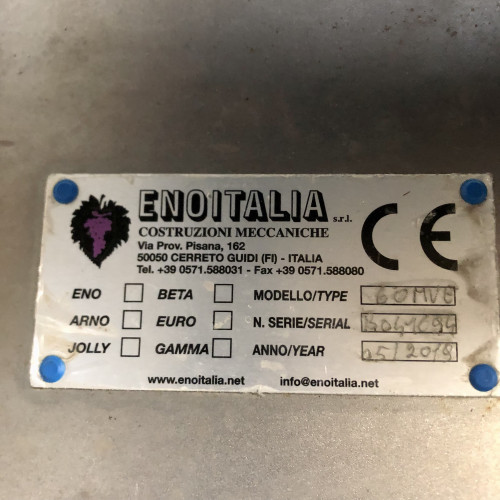 ENOITALIA s.r.l.
COSTRUZIONI MECCANICHE
Via Prov. Pisana, 162
50050 CERRETO GUIDI (FI) - ITALIA
Tel. +39 0571.588031 - Fax +39 0571.588080
CE
ENO BETA MODELLO/TYPE
ARNO EURO N. SERIE/SERIAL
JOLLY GAMMA ANNO/YEAR 05/2019
www.enoitalia.net info@enoitalia.net